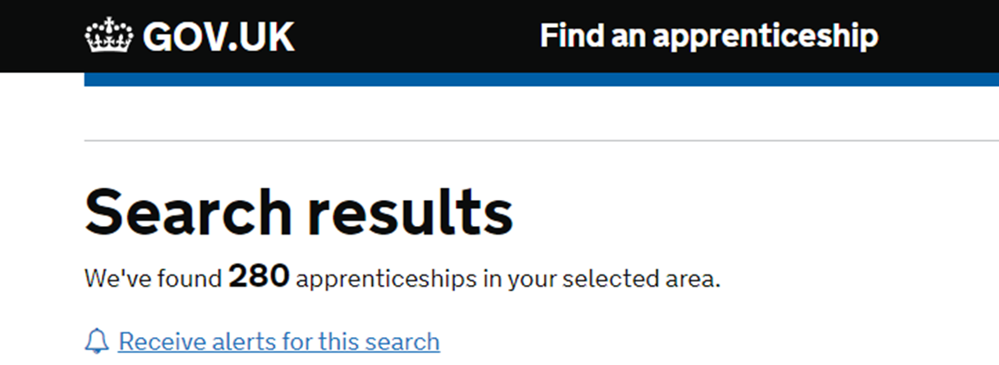 GOV.UK Find an apprenticeship
Search results
We've found 280 apprenticeships in your selected area.
Receive alerts for this search